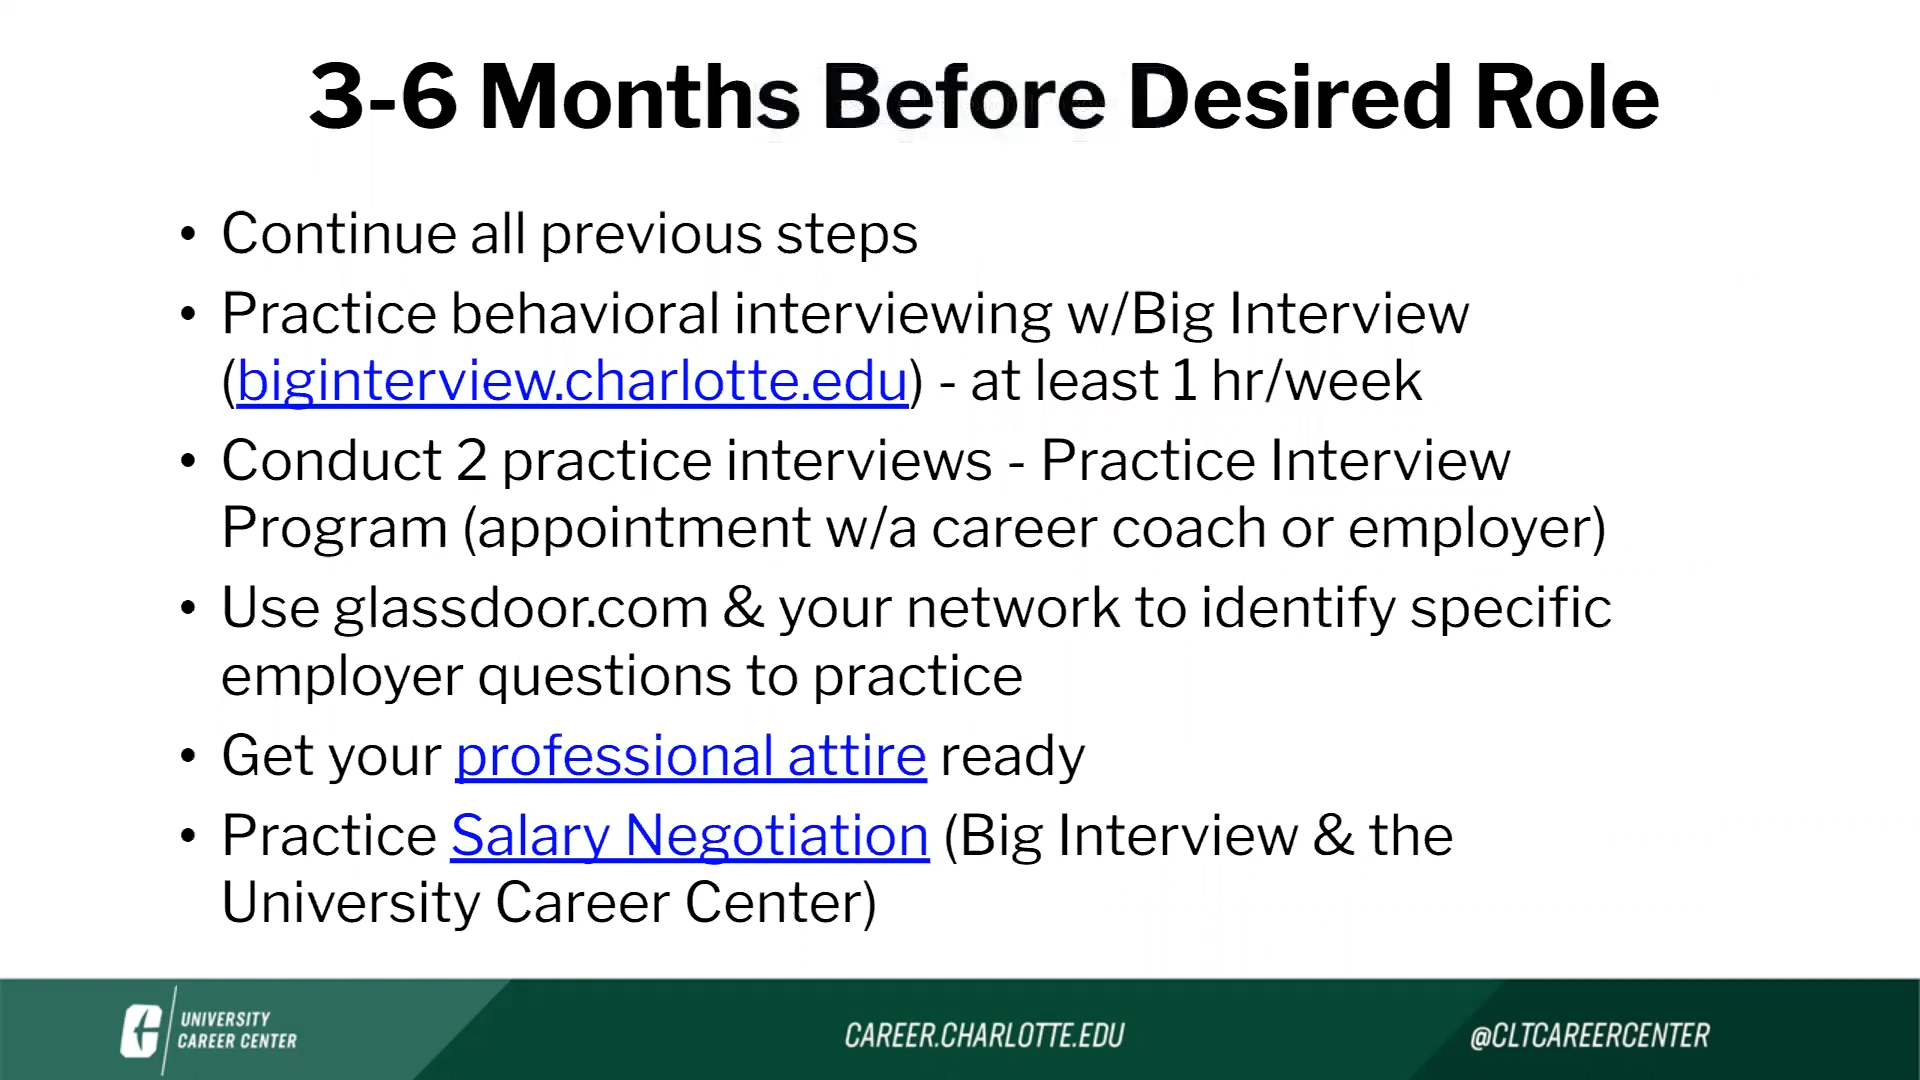 3-6 Months Before Desired Role
• Continue all previous steps
• Practice behavioral interviewing w/Big Interview
(biginterview.charlotte.edu) - at least 1 hr/week
• Conduct 2 practice interviews - Practice Interview
Program (appointment w/a career coach or employer)
• Use glassdoor.com & your network to identify specific
employer questions to practice
• Get your professional attire ready
• Practice Salary Negotiation (Big Interview & the
University Career Center)
UNIVERSITY
CAREER CENTER
CAREER.CHARLOTTE.EDU
@CLTCAREERCENTER